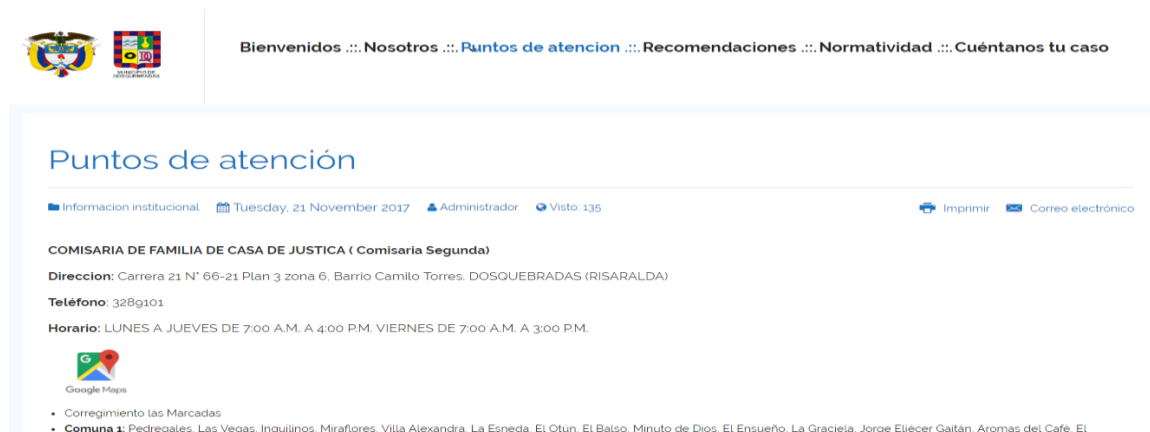 Bienvenidos .::. Nosotros .::. Puntos de atencion .::. Recomendaciones .::. Normatividad .::. Cuéntanos tu caso
MUNICIPIO DE
DOSQUEBRADAS
Puntos de atención
Informacion institucional Tuesday, 21 November 2017 Administrador Visto: 135 Imprimir Correo electrónico
COMISARIA DE FAMILIA DE CASA DE JUSTICA ( Comisaria Segunda)
Direccion: Carrera 21 N° 66-21 Plan 3 zona 6, Barrio Camilo Torres. DOSQUEBRADAS (RISARALDA)
Teléfono: 3289101
Horario: LUNES A JUEVES DE 7:00 A.M. A 4:00 P.M. VIERNES DE 7:00 A.M. A 3:00 P.M.
G
Google Maps
• Corregimiento las Marcadas
• Comuna 1: Pedregales, Las Vegas, Inquilinos, Miraflores, Villa Alexandra, La Esneda, El Otún, El Balso, Minuto de Dios, El Ensueño, La Graciela, Jorge Eliécer Gaitán, Aromas del Café, El